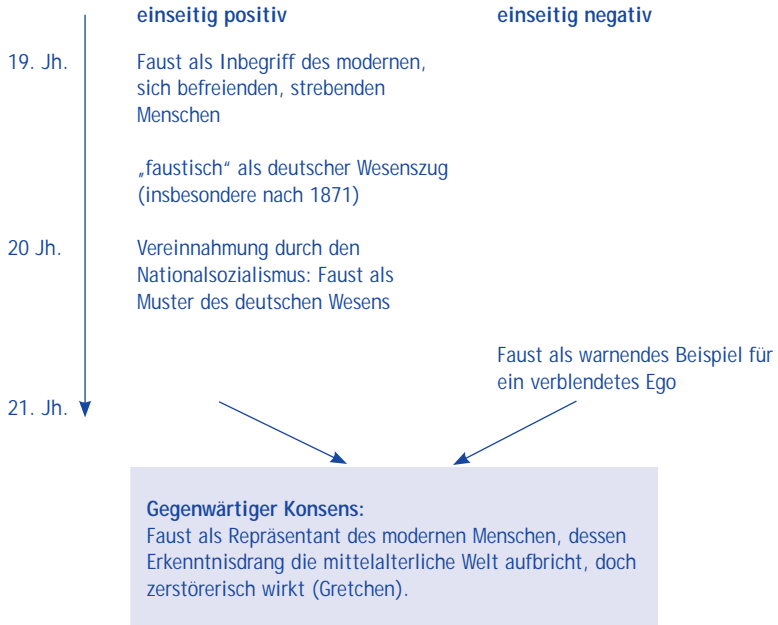 einseitig positiv
einseitig negativ
19. Jh.
Faust als Inbegriff des modernen,
sich befreienden, strebenden
Menschen
„faustisch“ als deutscher Wesenszug
(insbesondere nach 1871)
20 Jh.
Vereinnahmung durch den
Nationalsozialismus: Faust als
Muster des deutschen Wesens
Faust als warnendes Beispiel für
ein verblendetes Ego
21. Jh.
Gegenwärtiger Konsens:
Faust als Repräsentant des modernen Menschen, dessen
Erkenntnisdrang die mittelalterliche Welt aufbricht, doch
zerstörerisch wirkt (Gretchen).